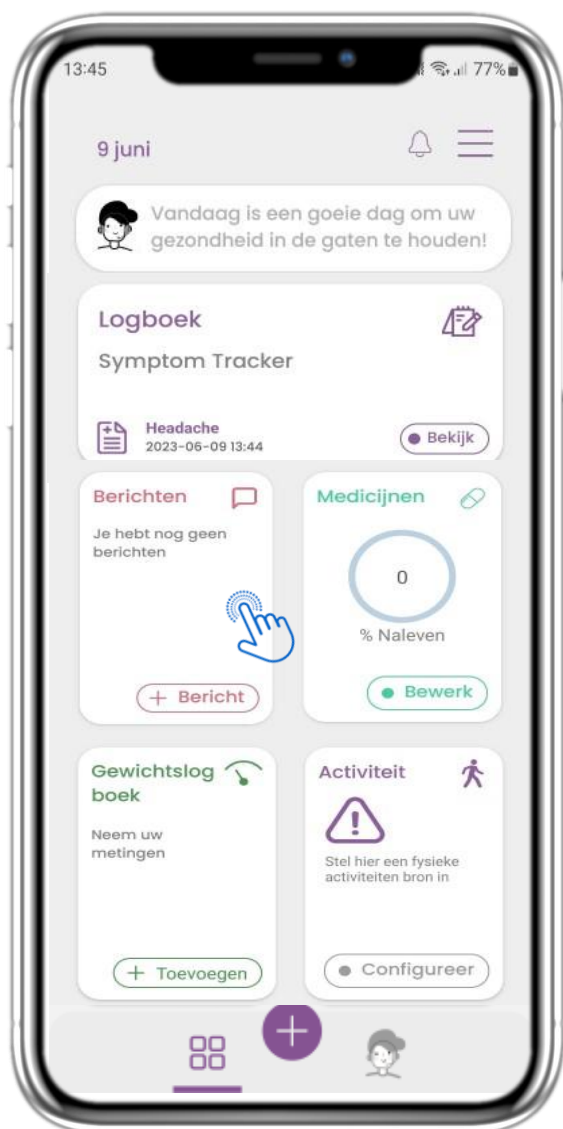 13:45
77%
9 juni
Vandaag is een goeie dag om uw
gezondheid in de gaten te houden!
Logboek
Symptom Tracker
Headache
2023-06-09 13:44
Bekijk
Berichten
Je hebt nog geen
berichten
+ Bericht
Medicijnen
0
% Naleven
Bewerk
Gewichtslog
boek
Neem uw
metingen
+ Toevoegen
Activiteit
Stel hier een fysieke
activiteiten bron in
Configureer